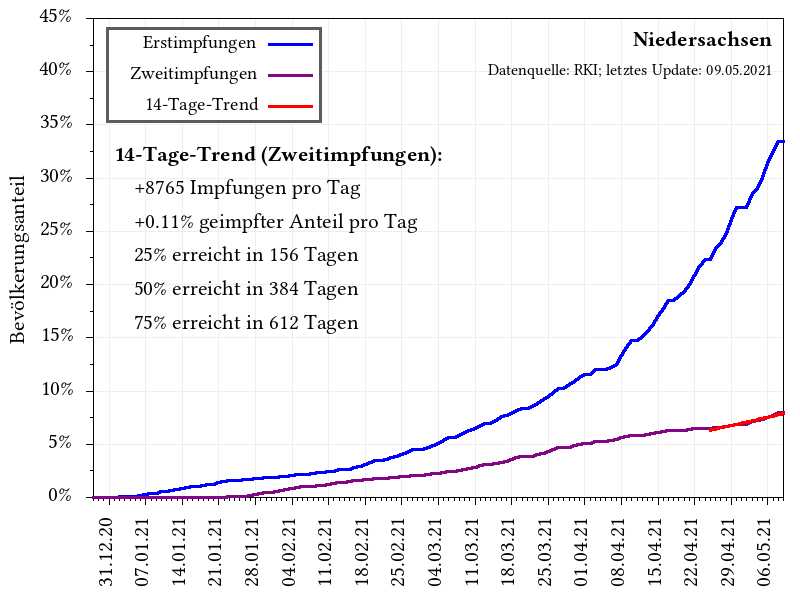 45%
40%
35%
30%
25%
20%
15%
10%
5%
0%
Bevölkerungsanteil
Erstimpfungen
Zweitimpfungen
14-Tage-Trend
Niedersachsen
Datenquelle: RKI; letztes Update: 09.05.2021
14-Tage-Trend (Zweitimpfungen):
+8765 Impfungen pro Tag
+0.11% geimpfter Anteil pro Tag
25% erreicht in 156 Tagen
50% erreicht in 384 Tagen
75% erreicht in 612 Tagen
31.12.20
07.01.21
14.01.21
21.01.21
28.01.21
04.02.21
11.02.21
18.02.21
25.02.21
04.03.21
11.03.21
18.03.21
25.03.21
01.04.21
08.04.21
15.04.21
22.04.21
29.04.21
06.05.21